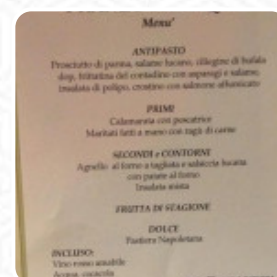 Menu'
ANTIPASTO
Prosciutto di parma, salame lucano, ciliegine di bufala
dop, frittatina del contadino con asparagi e salame,
insalata di polipo, crostino con salmone affumicato
PRIMI
Calamarata con pescatrice
Maritati fatti a mano con ragù di carne
SECONDI e CONTORNI
Agnello al forno a tagliata e salsiccia lucana
con patate al forno
Insalata mista
FRUTTA DI STAGIONE
DOLCE
Pastiera Napoletana
INCLUSO:
Vino rosso amabile
Acqua, cocacola